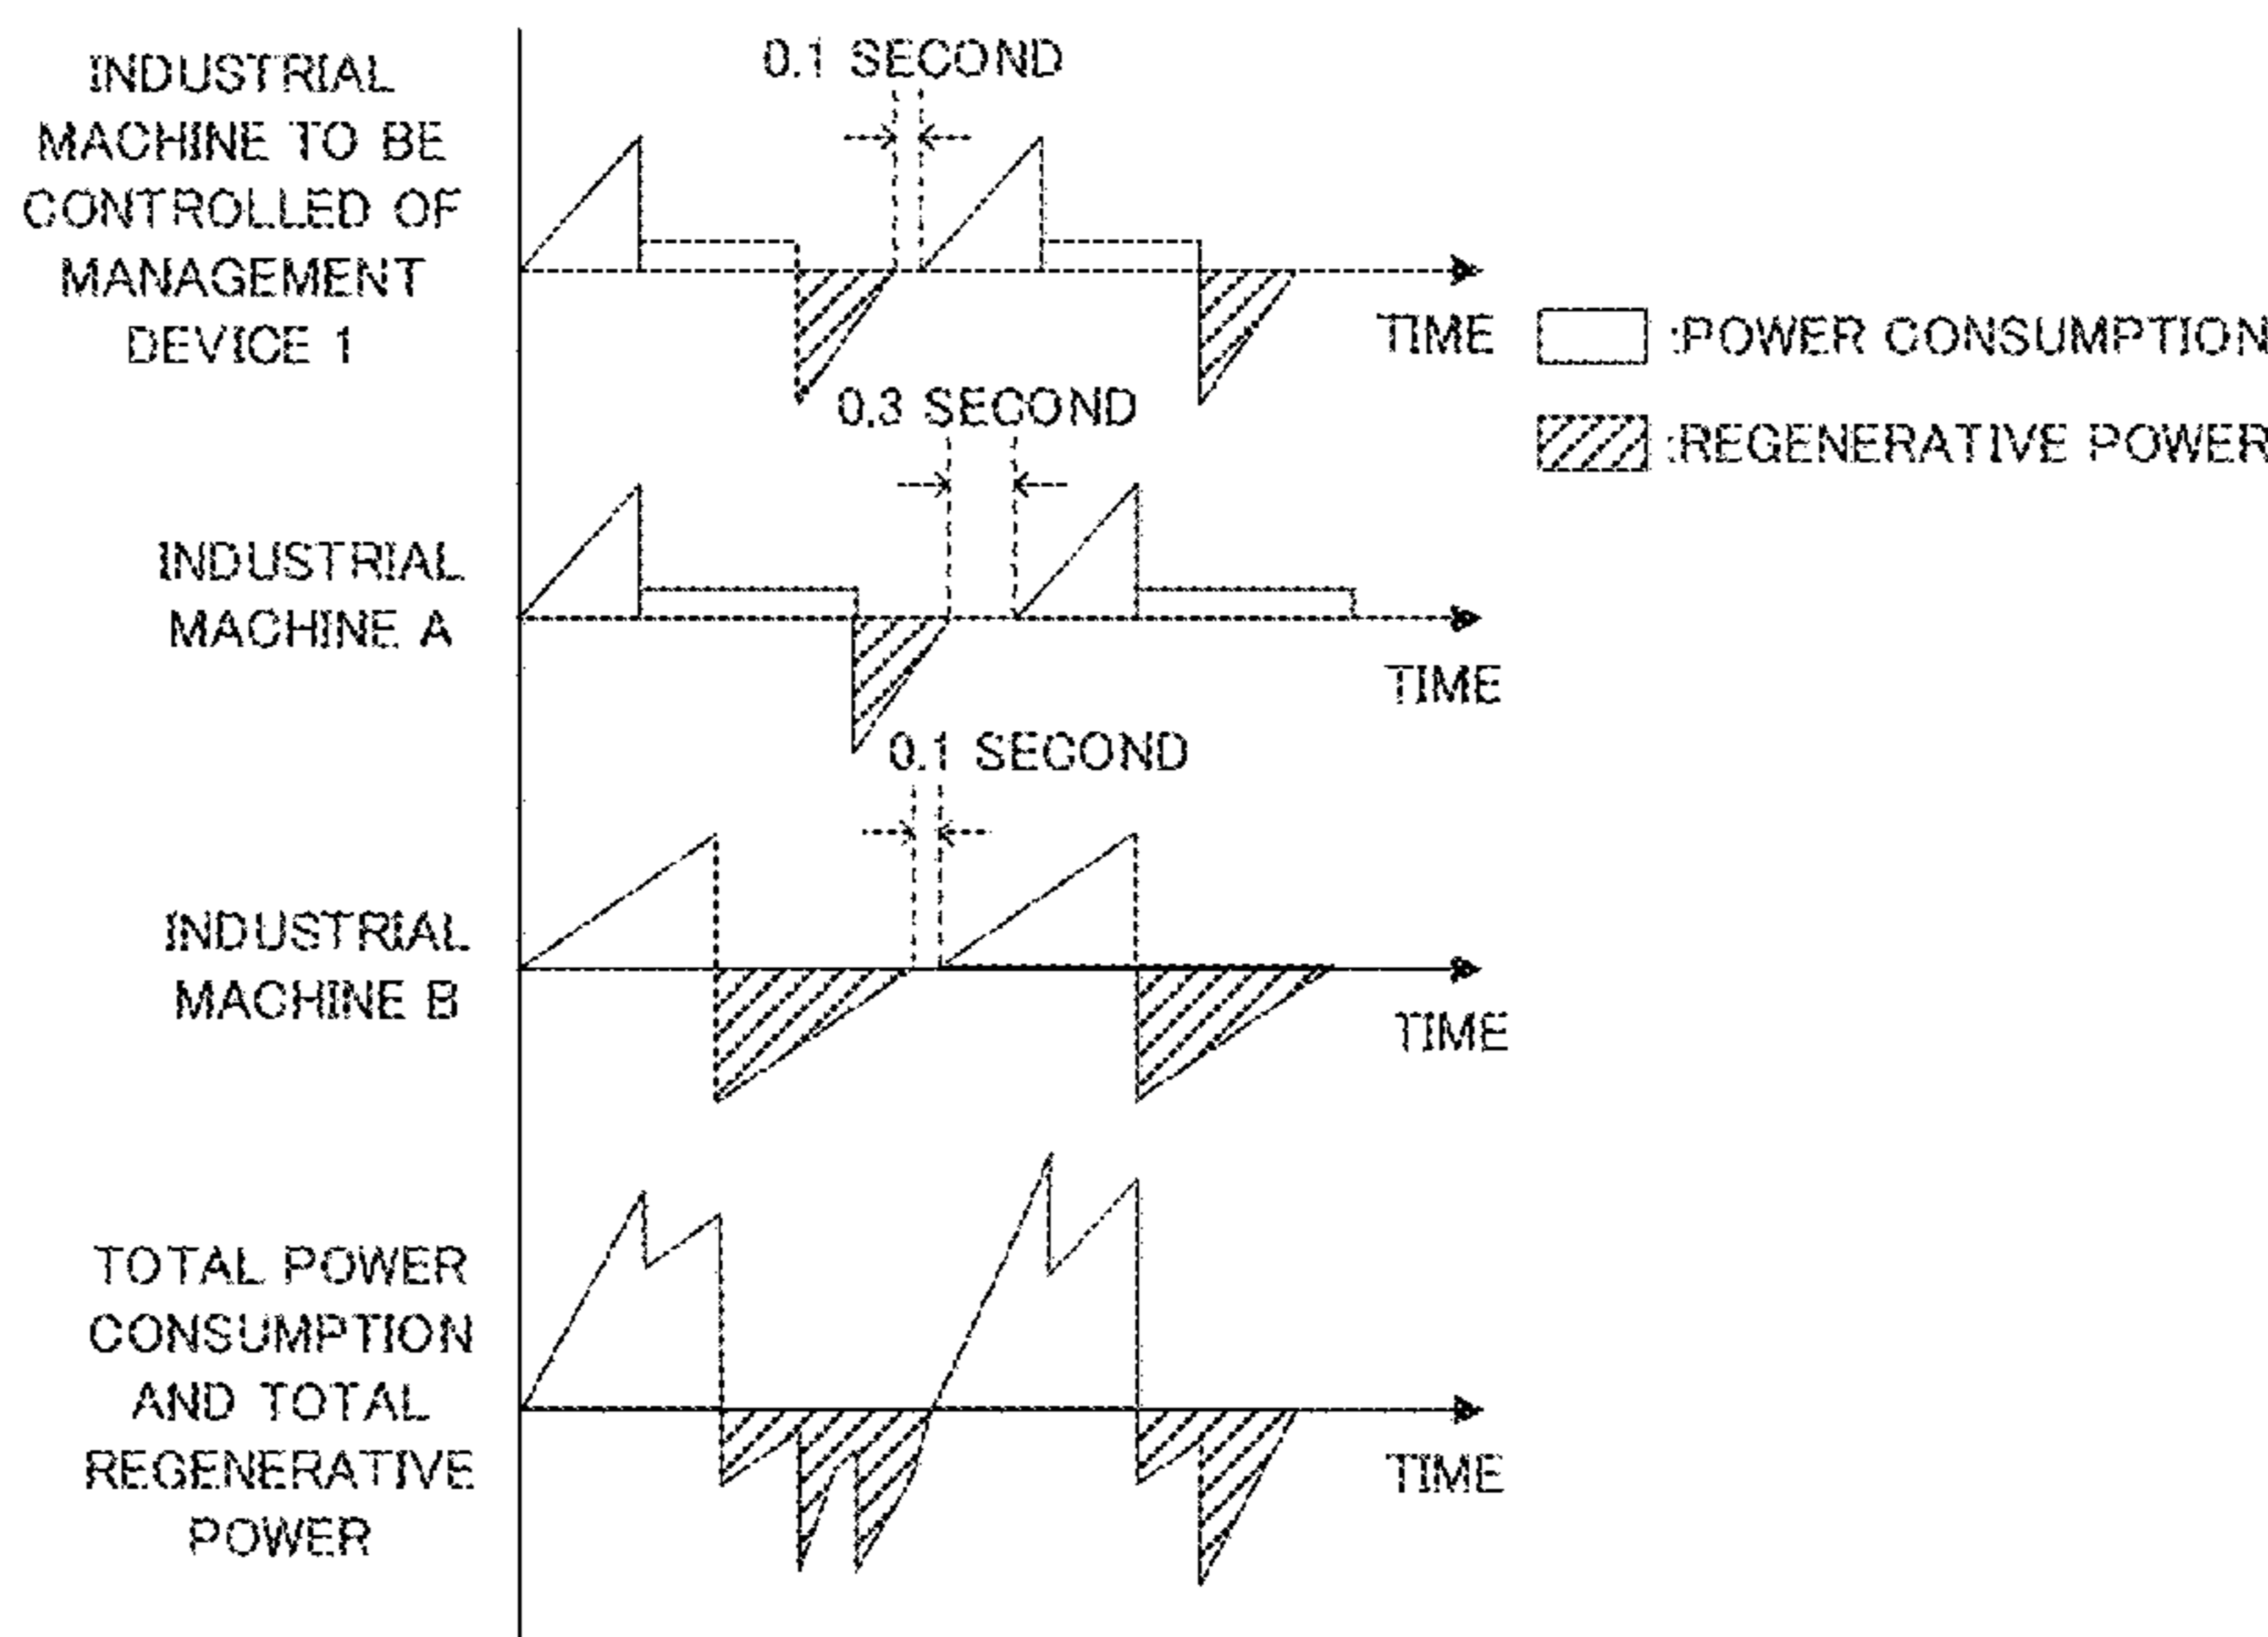 INDUSTRIAL
MACHINE TO BE
CONTROLLED OF
MANAGEMENT
DEVICE 1
0.1 SECOND
TIME
:POWER CONSUMPTION
:REGENERATIVE POWER
0.3 SECOND
INDUSTRIAL
MACHINE A
TIME
0.1 SECOND
INDUSTRIAL
MACHINE B
TIME
TOTAL POWER
CONSUMPTION
AND TOTAL
REGENERATIVE
POWER
TIME